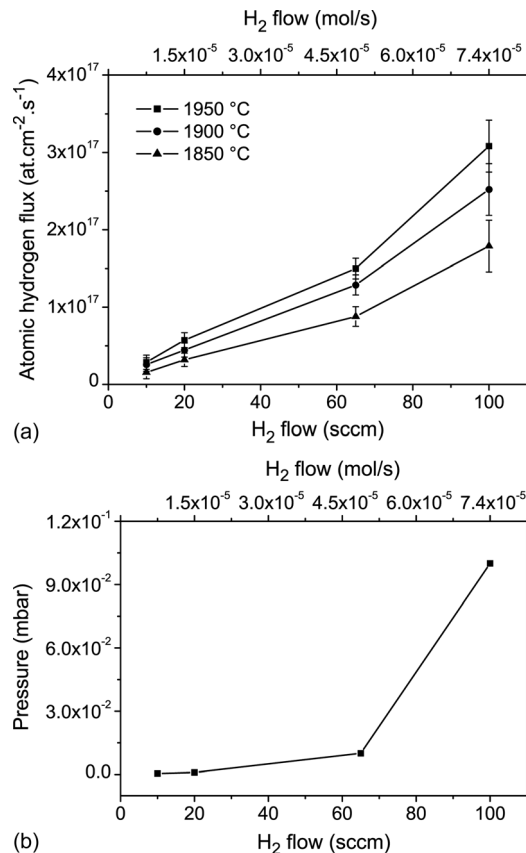 H₂ flow (mol/s)
1.5x10⁻⁵ 3.0x10⁻⁵ 4.5x10⁻⁵ 6.0x10⁻⁵ 7.4x10⁻⁵
4x10¹⁷
3x10¹⁷
2x10¹⁷
1x10¹⁷
0
Atomic hydrogen flux (at.cm⁻².s⁻¹)
1950 °C
1900 °C
1850 °C
0 20 40 60 80 100
(a) H₂ flow (sccm)
H₂ flow (mol/s)
1.5x10⁻⁵ 3.0x10⁻⁵ 4.5x10⁻⁵ 6.0x10⁻⁵ 7.4x10⁻⁵
1.2x10⁻¹
9.0x10⁻²
6.0x10⁻²
3.0x10⁻²
0.0
Pressure (mbar)
0 20 40 60 80 100
(b) H₂ flow (sccm)